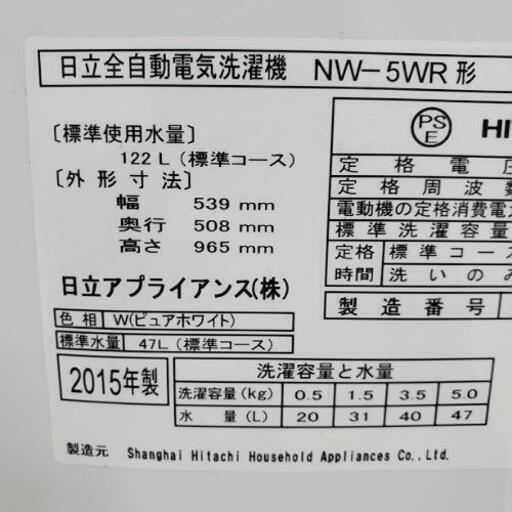 日立全自動電気洗濯機 NW-5WR 形
〔標準使用水量〕
122 L（標準コース）
〔外形寸法〕
幅 539 mm
奥行 508 mm
高さ 965 mm
日立アプライアンス(株)
色相 W(ピュアホワイト)
標準水量 47L（標準コース）
PS
E
HI
定格電圧
定格周波数
電動機の定格消費電
標準洗濯容量
定格 標準コース
時間 洗いのみ
製造番号
2015年製
洗濯容量と水量
洗濯容量(kg) 0.5 1.5 3.5 5.0
水量(L) 20 31 40 47
製造元 Shanghai Hitachi Household Appliances Co.,Ltd.